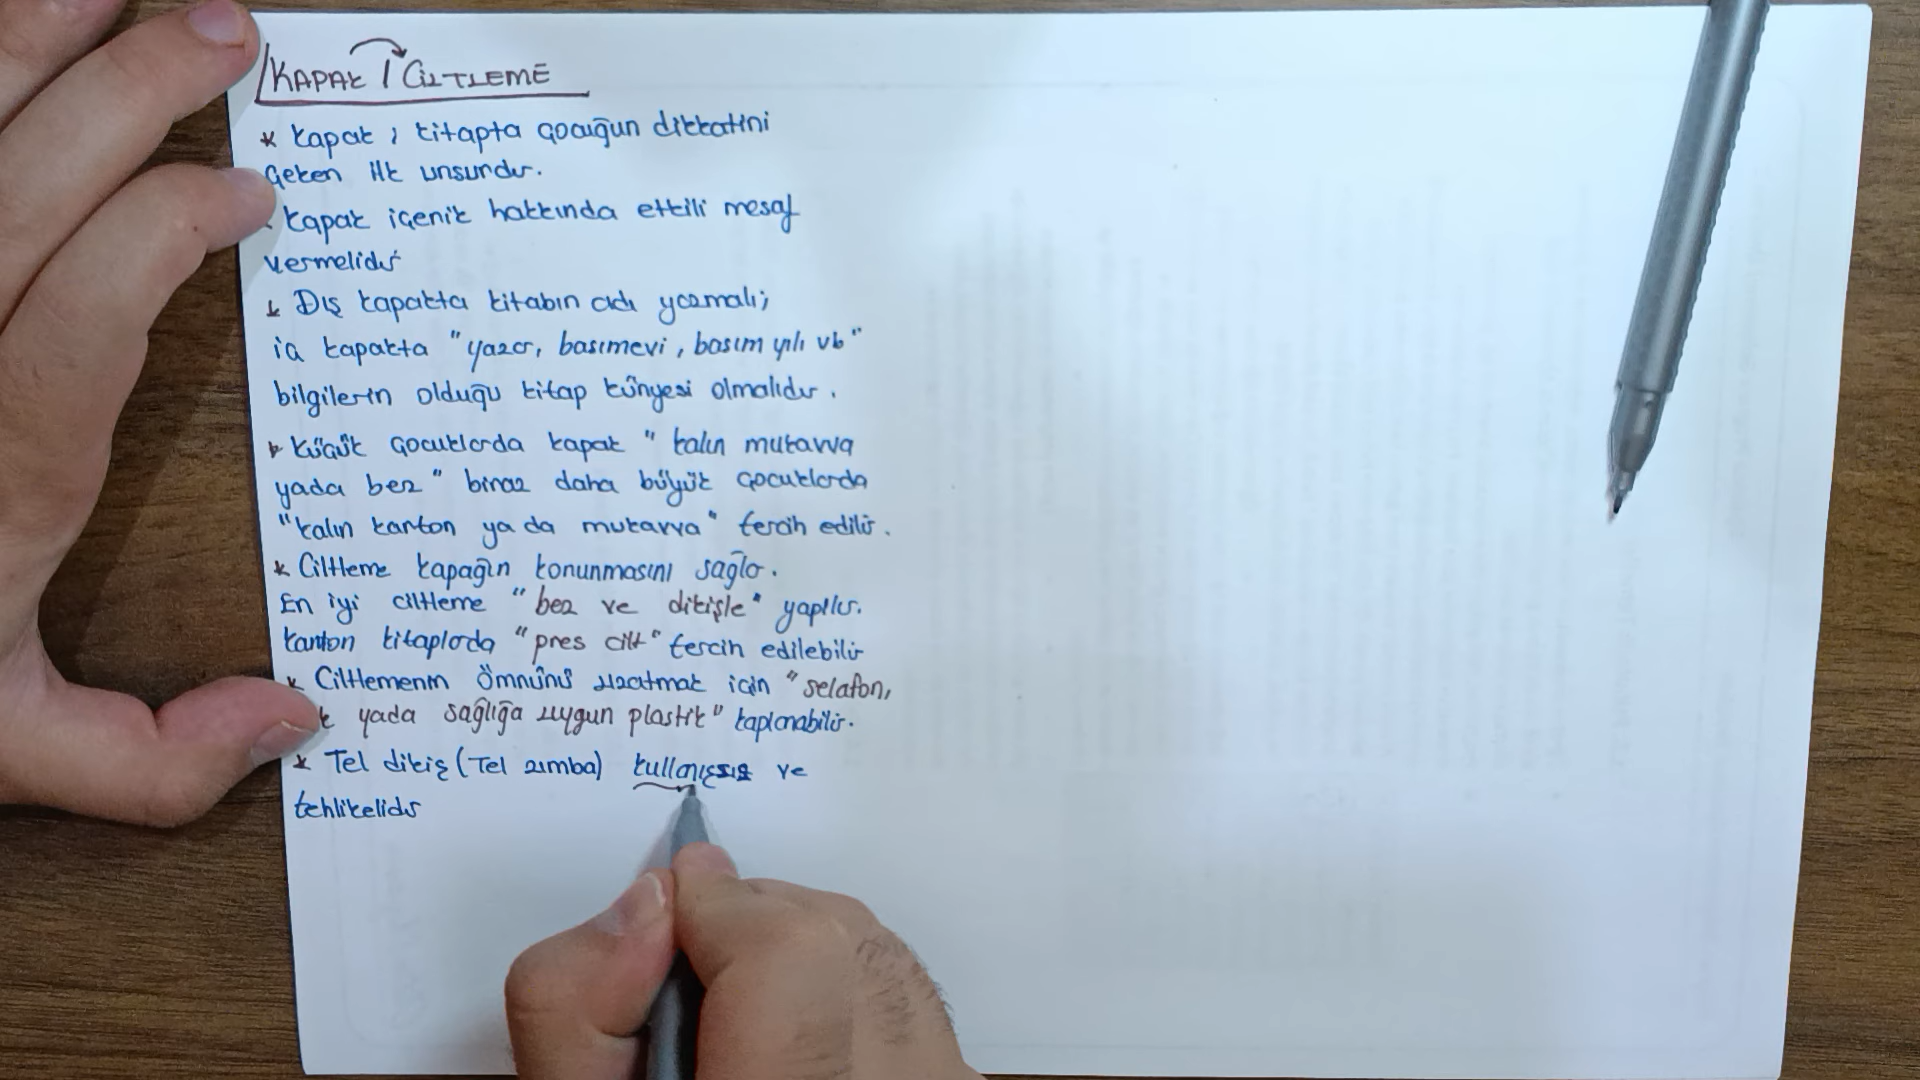 KAPAK / CİLTLEME
* Kapak, kitapta çocuğun dikkatini
çeken ilk unsurdur.
Kapak içerik hakkında etkili mesaj
vermelidir
* Dış kapakta kitabın adı yazmalı;
iç kapakta "yazar, basımevi, basım yılı vb"
bilgilerin olduğu kitap künyesi olmalıdır.
* Küçük çocuklarda kapak "kalın mukavva
yada bez" biraz daha büyük çocuklarda
"kalın karton ya da mukavva" tercih edilir.
* Ciltleme kapağın korunmasını sağlar.
En iyi ciltleme "bez ve dikişle" yapılır.
Karton kitaplarda "pres cilt" tercih edilebilir
* Ciltlemenin Ömrünü uzatmak için "selafon,
yada sağlığa uygun plastik" kaplanabilir.
* Tel dikiş (Tel zımba) kullanışsız ve
tehlikelidir